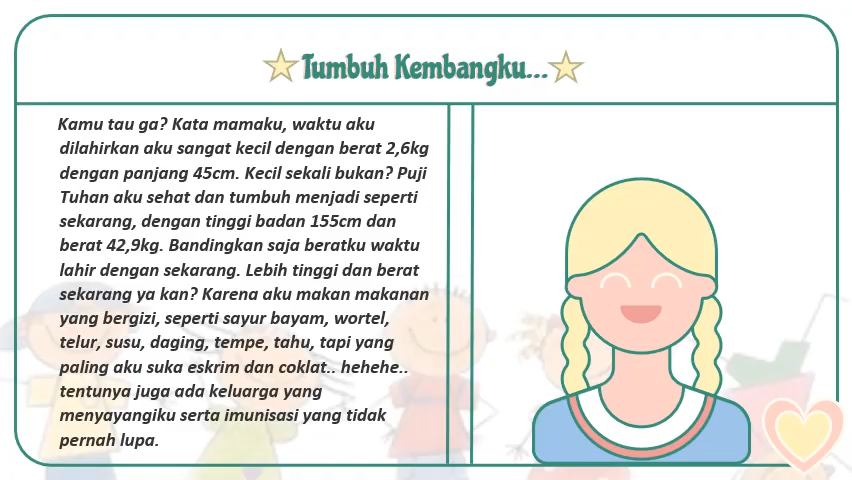 Tumbuh Kembangku...
Kamu tau ga? Kata mamaku, waktu aku
dilahirkan aku sangat kecil dengan berat 2,6kg
dengan panjang 45cm. Kecil sekali bukan? Puji
Tuhan aku sehat dan tumbuh menjadi seperti
sekarang, dengan tinggi badan 155cm dan
berat 42,9kg. Bandingkan saja beratku waktu
lahir dengan sekarang. Lebih tinggi dan berat
sekarang ya kan? Karena aku makan makanan
yang bergizi, seperti sayur bayam, wortel,
telur, susu, daging, tempe, tahu, tapi yang
paling aku suka eskrim dan coklat.. hehehe..
tentunya juga ada keluarga yang
menyayangiku serta imunisasi yang tidak
pernah lupa.